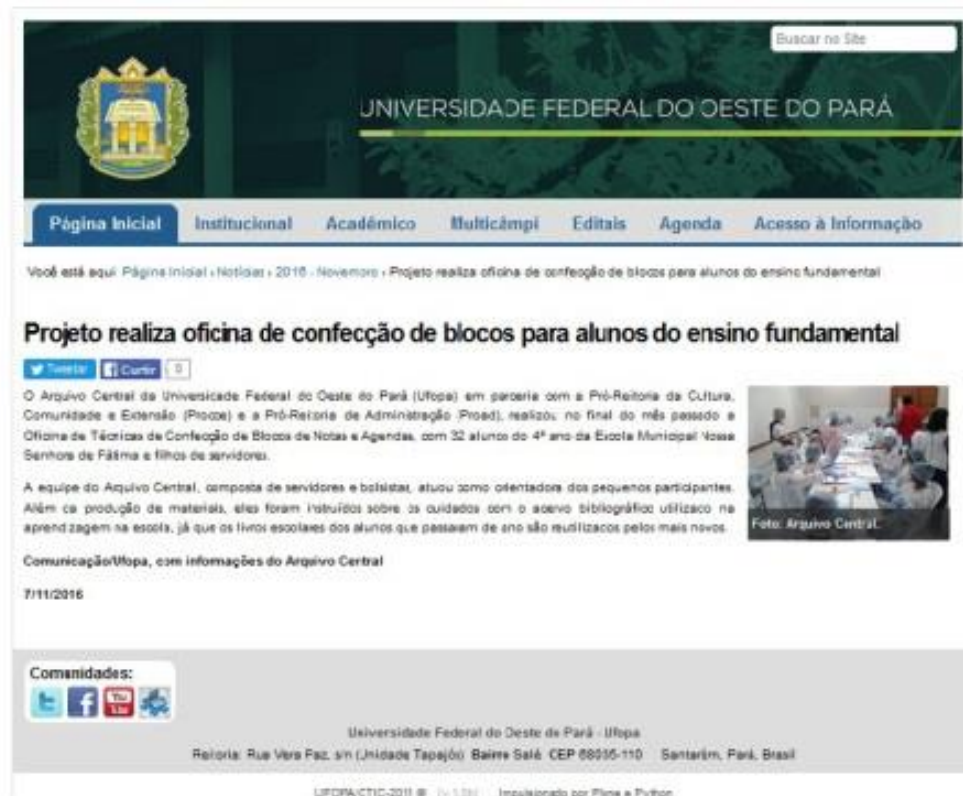 Buscar no Site
UNIVERSIDADE FEDERAL DO OESTE DO PARÁ
Página Inicial Institucional Acadêmico Multicâmpi Editais Agenda Acesso à Informação
Você está aqui: Página Inicial › Notícias › 2016 - Novembro › Projeto realiza oficina de confecção de blocos para alunos do ensino fundamental
Projeto realiza oficina de confecção de blocos para alunos do ensino fundamental
Tweetar Curtir 0
O Arquivo Central da Universidade Federal do Oeste do Pará (Ufopa) em parceria com a Pró-Reitoria da Cultura,
Comunidade e Extensão (Procce) e a Pró-Reitoria de Administração (Proad), realizou no final do mês passado a
Oficina de Técnicas de Confecção de Blocos de Notas e Agendas, com 32 alunos do 4º ano da Escola Municipal Nossa
Senhora de Fátima e filhos de servidores.
A equipe do Arquivo Central, composta de servidores e bolsistas, atuou como orientadora dos pequenos participantes.
Além da produção de materiais, eles foram instruídos sobre os cuidados com o acervo bibliográfico utilizado na
aprendizagem na escola, já que os livros escolares dos alunos que passarem de ano são reutilizados pelos mais novos.
Foto: Arquivo Central.
Comunicação/Ufopa, com informações do Arquivo Central
7/11/2016
Comunidades:
You Tube
Universidade Federal do Oeste do Pará - Ufopa
Reitoria: Rua Vera Paz, s/n (Unidade Tapajós) Bairro Salé CEP 68035-110 Santarém, Pará, Brasil
UFOPA/CTIC-2011 © Impulsionado por Plone e Python